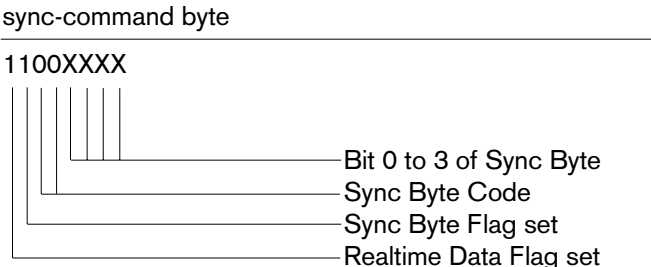 sync-command byte
1100XXXX
Bit 0 to 3 of Sync Byte
Sync Byte Code
Sync Byte Flag set
Realtime Data Flag set